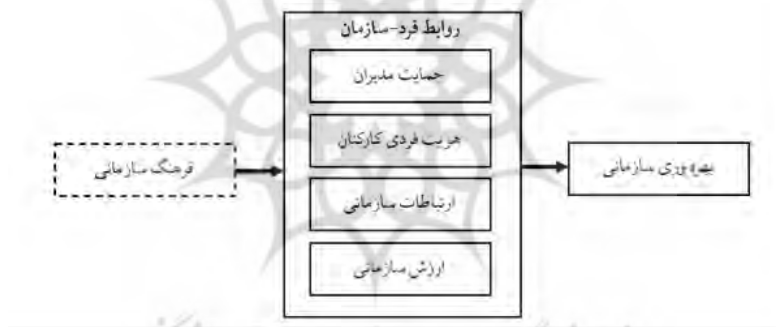 روابط فرد-سازمان
حمایت مدیران
هویت فردی کارکنان
ارتباطات سازمانی
ارزش سازمانی
فرهنگ سازمانی
بهره‌وری سازمانی